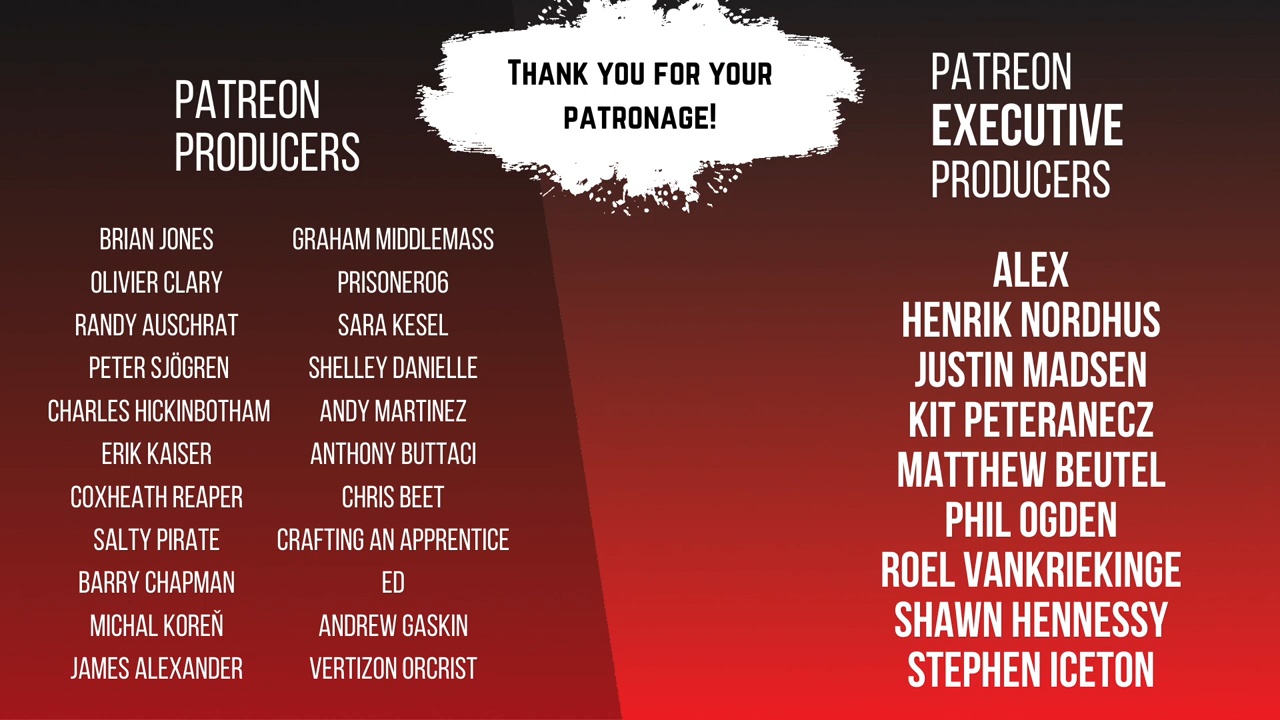 Thank you for your
patronage!
PATREON
PRODUCERS
BRIAN JONES
OLIVIER CLARY
RANDY AUSCHRAT
PETER SJÖGREN
CHARLES HICKINBOTHAM
ERIK KAISER
COXHEATH REAPER
SALTY PIRATE
BARRY CHAPMAN
MICHAL KOREŇ
JAMES ALEXANDER
GRAHAM MIDDLEMASS
PRISONER06
SARA KESEL
SHELLEY DANIELLE
ANDY MARTINEZ
ANTHONY BUTTACI
CHRIS BEET
CRAFTING AN APPRENTICE
ED
ANDREW GASKIN
VERTIZON ORCRIST
PATREON
EXECUTIVE
PRODUCERS
ALEX
HENRIK NORDHUS
JUSTIN MADSEN
KIT PETERANECZ
MATTHEW BEUTEL
PHIL OGDEN
ROEL VANKRIEKINGE
SHAWN HENNESSY
STEPHEN ICETON